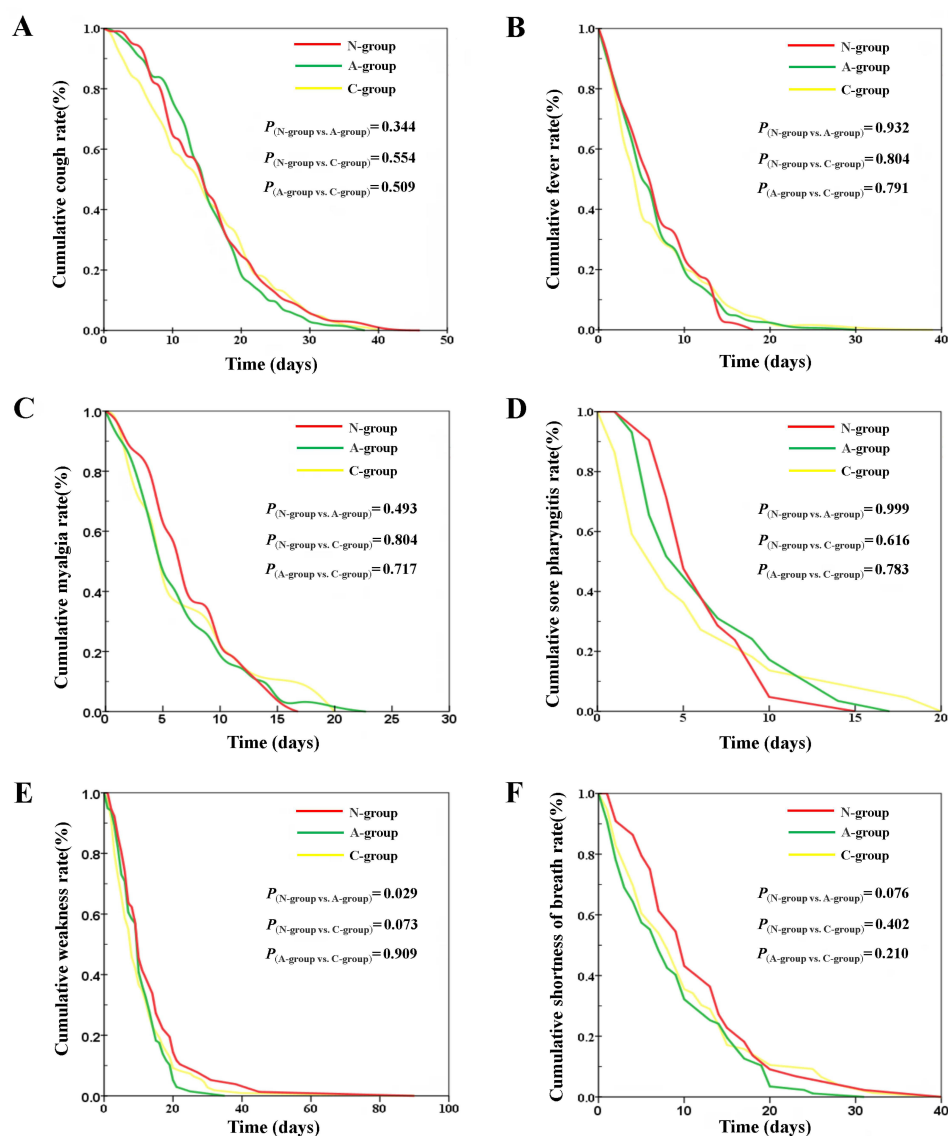 A
Cumulative cough rate(%)
1.0
0.8
0.6
0.4
0.2
0.0
0 10 20 30 40 50
Time (days)
N-group
A-group
C-group
P(N-group vs. A-group)=0.344
P(N-group vs. C-group)=0.554
P(A-group vs. C-group)=0.509
B
Cumulative fever rate(%)
1.0
0.8
0.6
0.4
0.2
0.0
0 10 20 30 40
Time (days)
N-group
A-group
C-group
P(N-group vs. A-group)=0.932
P(N-group vs. C-group)=0.804
P(A-group vs. C-group)=0.791
C
Cumulative myalgia rate(%)
1.0
0.8
0.6
0.4
0.2
0.0
0 5 10 15 20 25 30
Time (days)
N-group
A-group
C-group
P(N-group vs. A-group)=0.493
P(N-group vs. C-group)=0.804
P(A-group vs. C-group)=0.717
D
Cumulative sore pharyngitis rate(%)
1.0
0.8
0.6
0.4
0.2
0.0
0 5 10 15 20
Time (days)
N-group
A-group
C-group
P(N-group vs. A-group)=0.999
P(N-group vs. C-group)=0.616
P(A-group vs. C-group)=0.783
E
Cumulative weakness rate(%)
1.0
0.8
0.6
0.4
0.2
0.0
0 20 40 60 80 100
Time (days)
N-group
A-group
C-group
P(N-group vs. A-group)=0.029
P(N-group vs. C-group)=0.073
P(A-group vs. C-group)=0.909
F
Cumulative shortness of breath rate(%)
1.0
0.8
0.6
0.4
0.2
0.0
0 10 20 30 40
Time (days)
N-group
A-group
C-group
P(N-group vs. A-group)=0.076
P(N-group vs. C-group)=0.402
P(A-group vs. C-group)=0.210